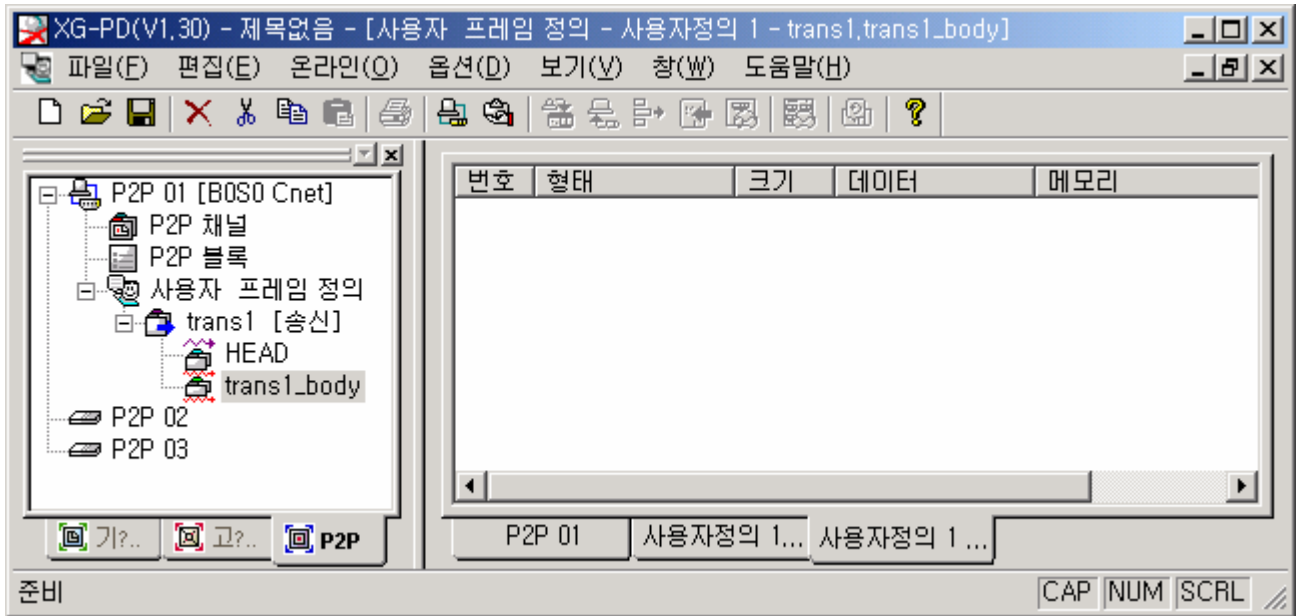 XG-PD(V1,30) - 제목없음 - [사용자 프레임 정의 - 사용자정의 1 - trans1,trans1_body]
파일(F) 편집(E) 온라인(O) 옵션(D) 보기(V) 창(W) 도움말(H)
번호 형태 크기 데이터 메모리
P2P 01 [B0S0 Cnet]
P2P 채널
P2P 블록
사용자 프레임 정의
trans1 [송신]
HEAD
trans1_body
P2P 02
P2P 03
기?.. 고?.. P2P
P2P 01 사용자정의 1... 사용자정의 1 ...
준비 CAP NUM SCRL